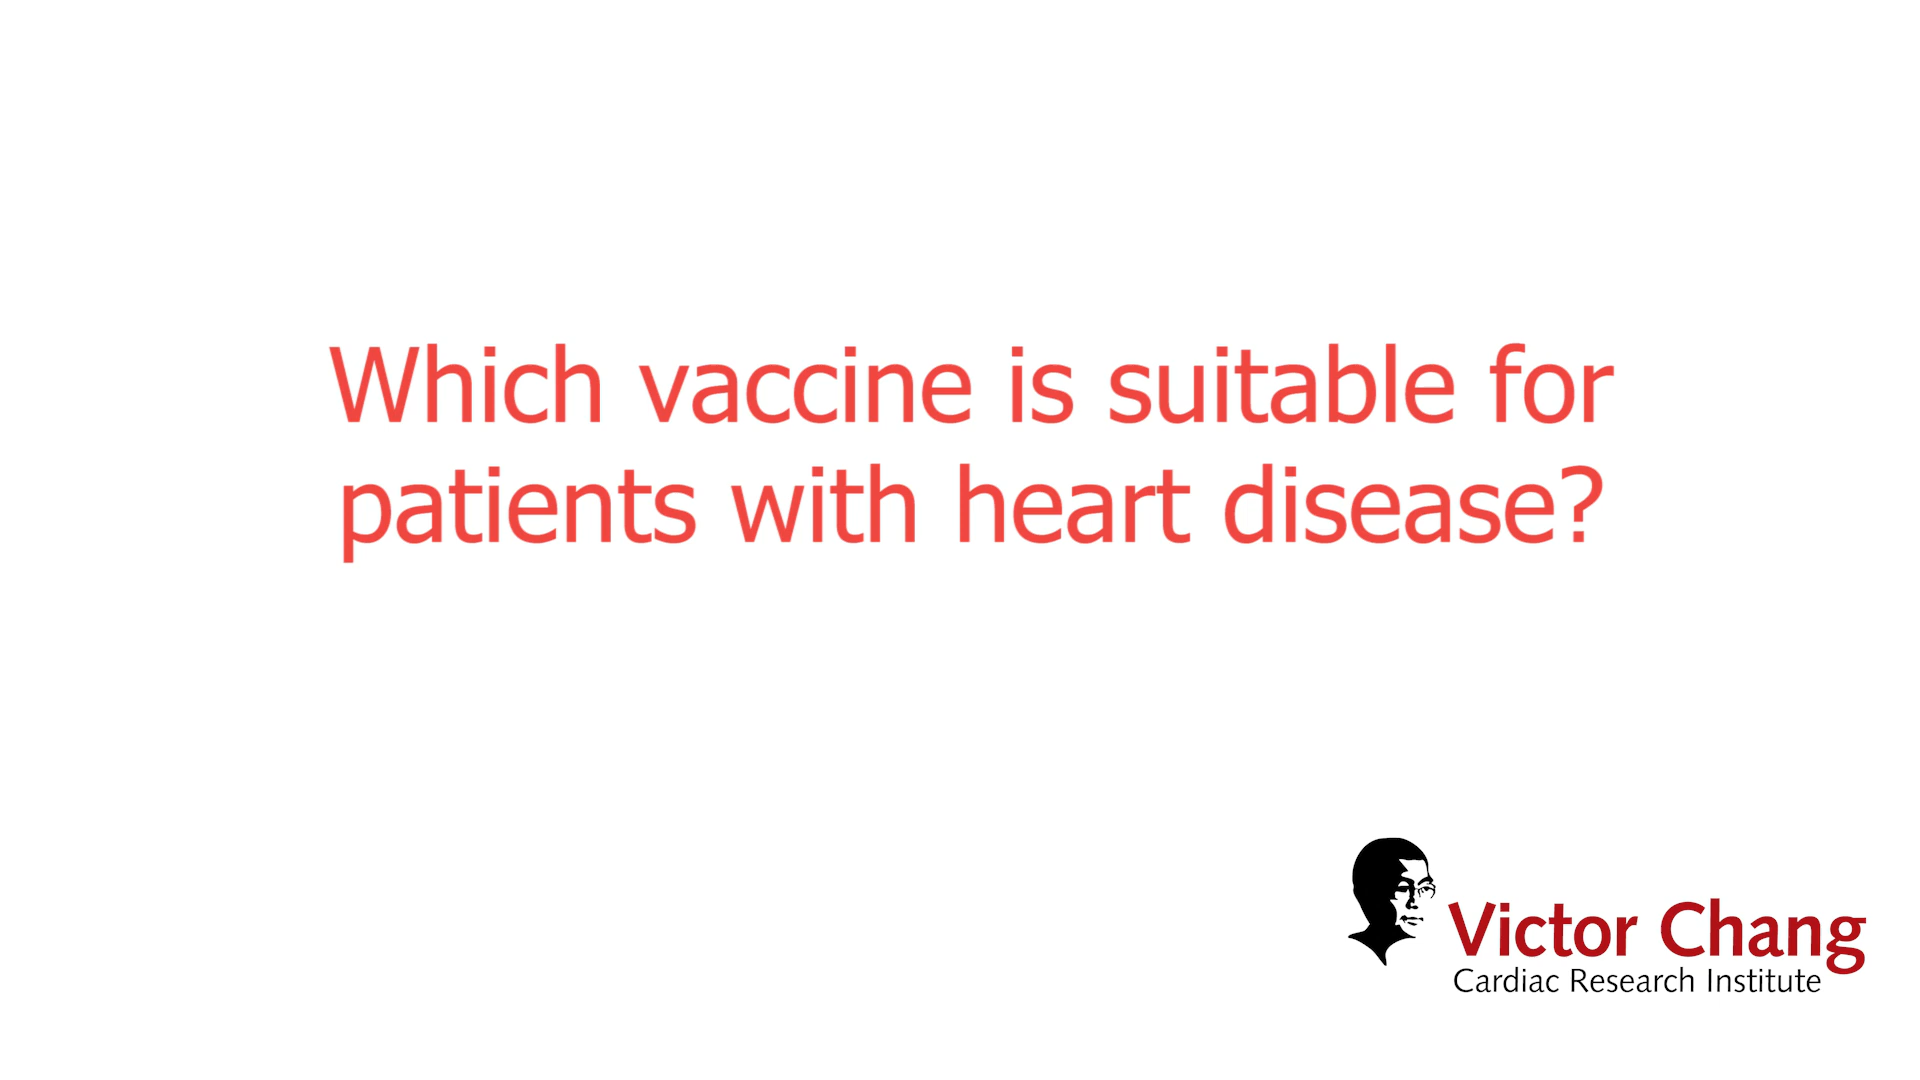 Which vaccine is suitable for
patients with heart disease?
Victor Chang
Cardiac Research Institute